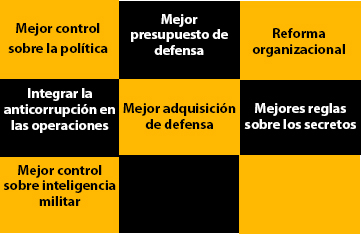 Mejor control
sobre la política
Mejor
presupuesto de
defensa
Reforma
organizacional
Integrar la
anticorrupción en
las operaciones
Mejor adquisición
de defensa
Mejores reglas
sobre los secretos
Mejor control
sobre inteligencia
militar